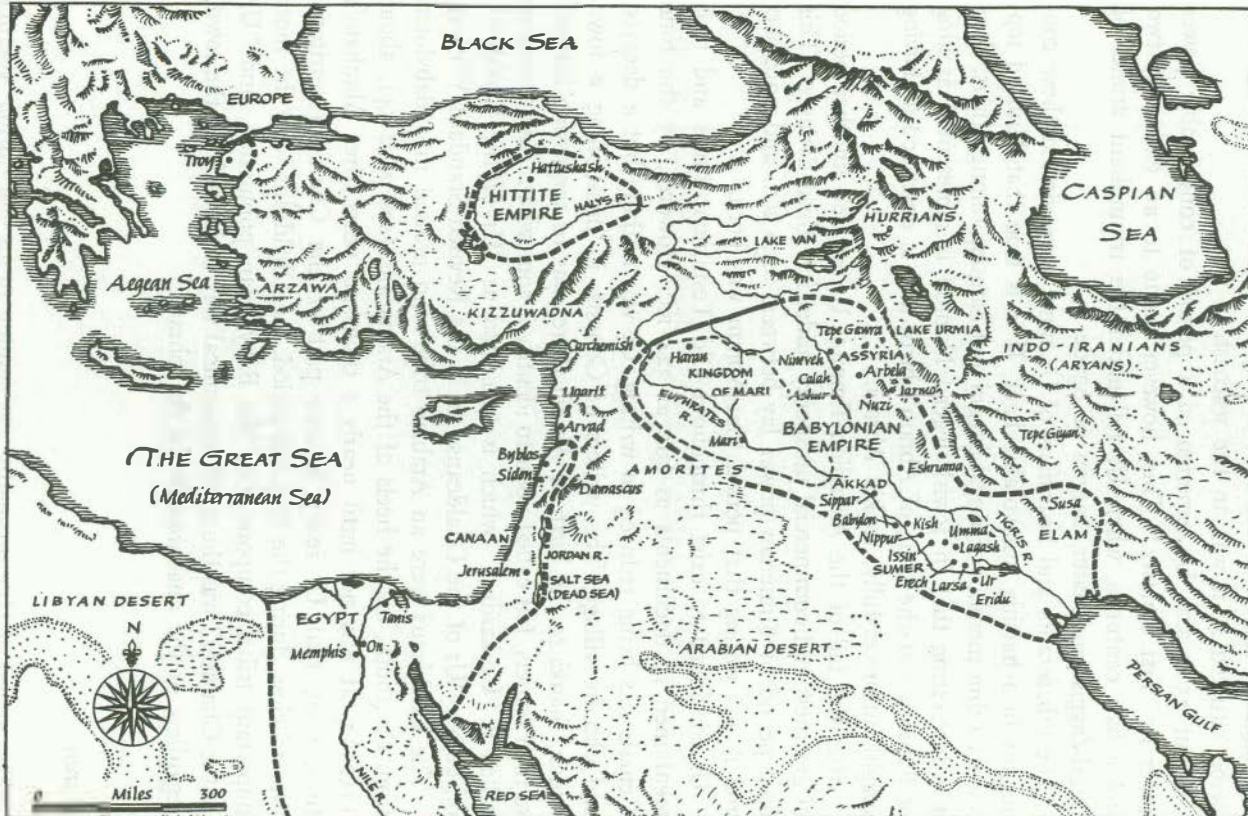 BLACK SEA
EUROPE
Troy
Hattushash
HITTITE
EMPIRE
HALYS R.
CASPIAN
SEA
HURRIANS
LAKE VAN
Aegean Sea
ARZAWA
KIZZUWADNA
Carchemish
Haran
KINGDOM
OF MARI
Tepe Gawra
LAKE URMIA
Nineveh
ASSYRIA
Calah
Arbela
Ashur
Jarmo
Nuzi
INDO-IRANIANS
(ARYANS)
Ugarit
Arvad
EUPHRATES
R.
Mari
BABYLONIAN
EMPIRE
Tepe Giyan
THE GREAT SEA
(Mediterranean Sea)
Byblos
Sidon
Damascus
AMORITES
Eshnuma
AKKAD
Sippar
Susa
ELAM
Babylon
Kish
Nippur
Umma
TIGRIS R.
Issin
Lagash
SUMER
Erech
Larsa
Ur
Eridu
CANAAN
JORDAN R.
Jerusalem
SALT SEA
(DEAD SEA)
LIBYAN DESERT
N
EGYPT
Tanis
Memphis
On
ARABIAN DESERT
PERSIAN GULF
NILE R.
RED SEA
0 Miles 300